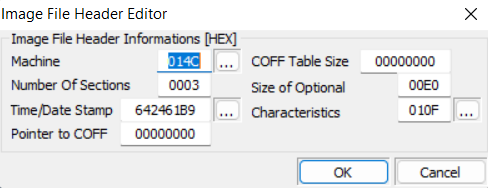 Image File Header Editor
Image File Header Informations [HEX]
Machine 014C ... COFF Table Size 00000000
Number Of Sections 0003 Size of Optional 00E0
Time/Date Stamp 642461B9 ... Characteristics 010F ...
Pointer to COFF 00000000
OK Cancel